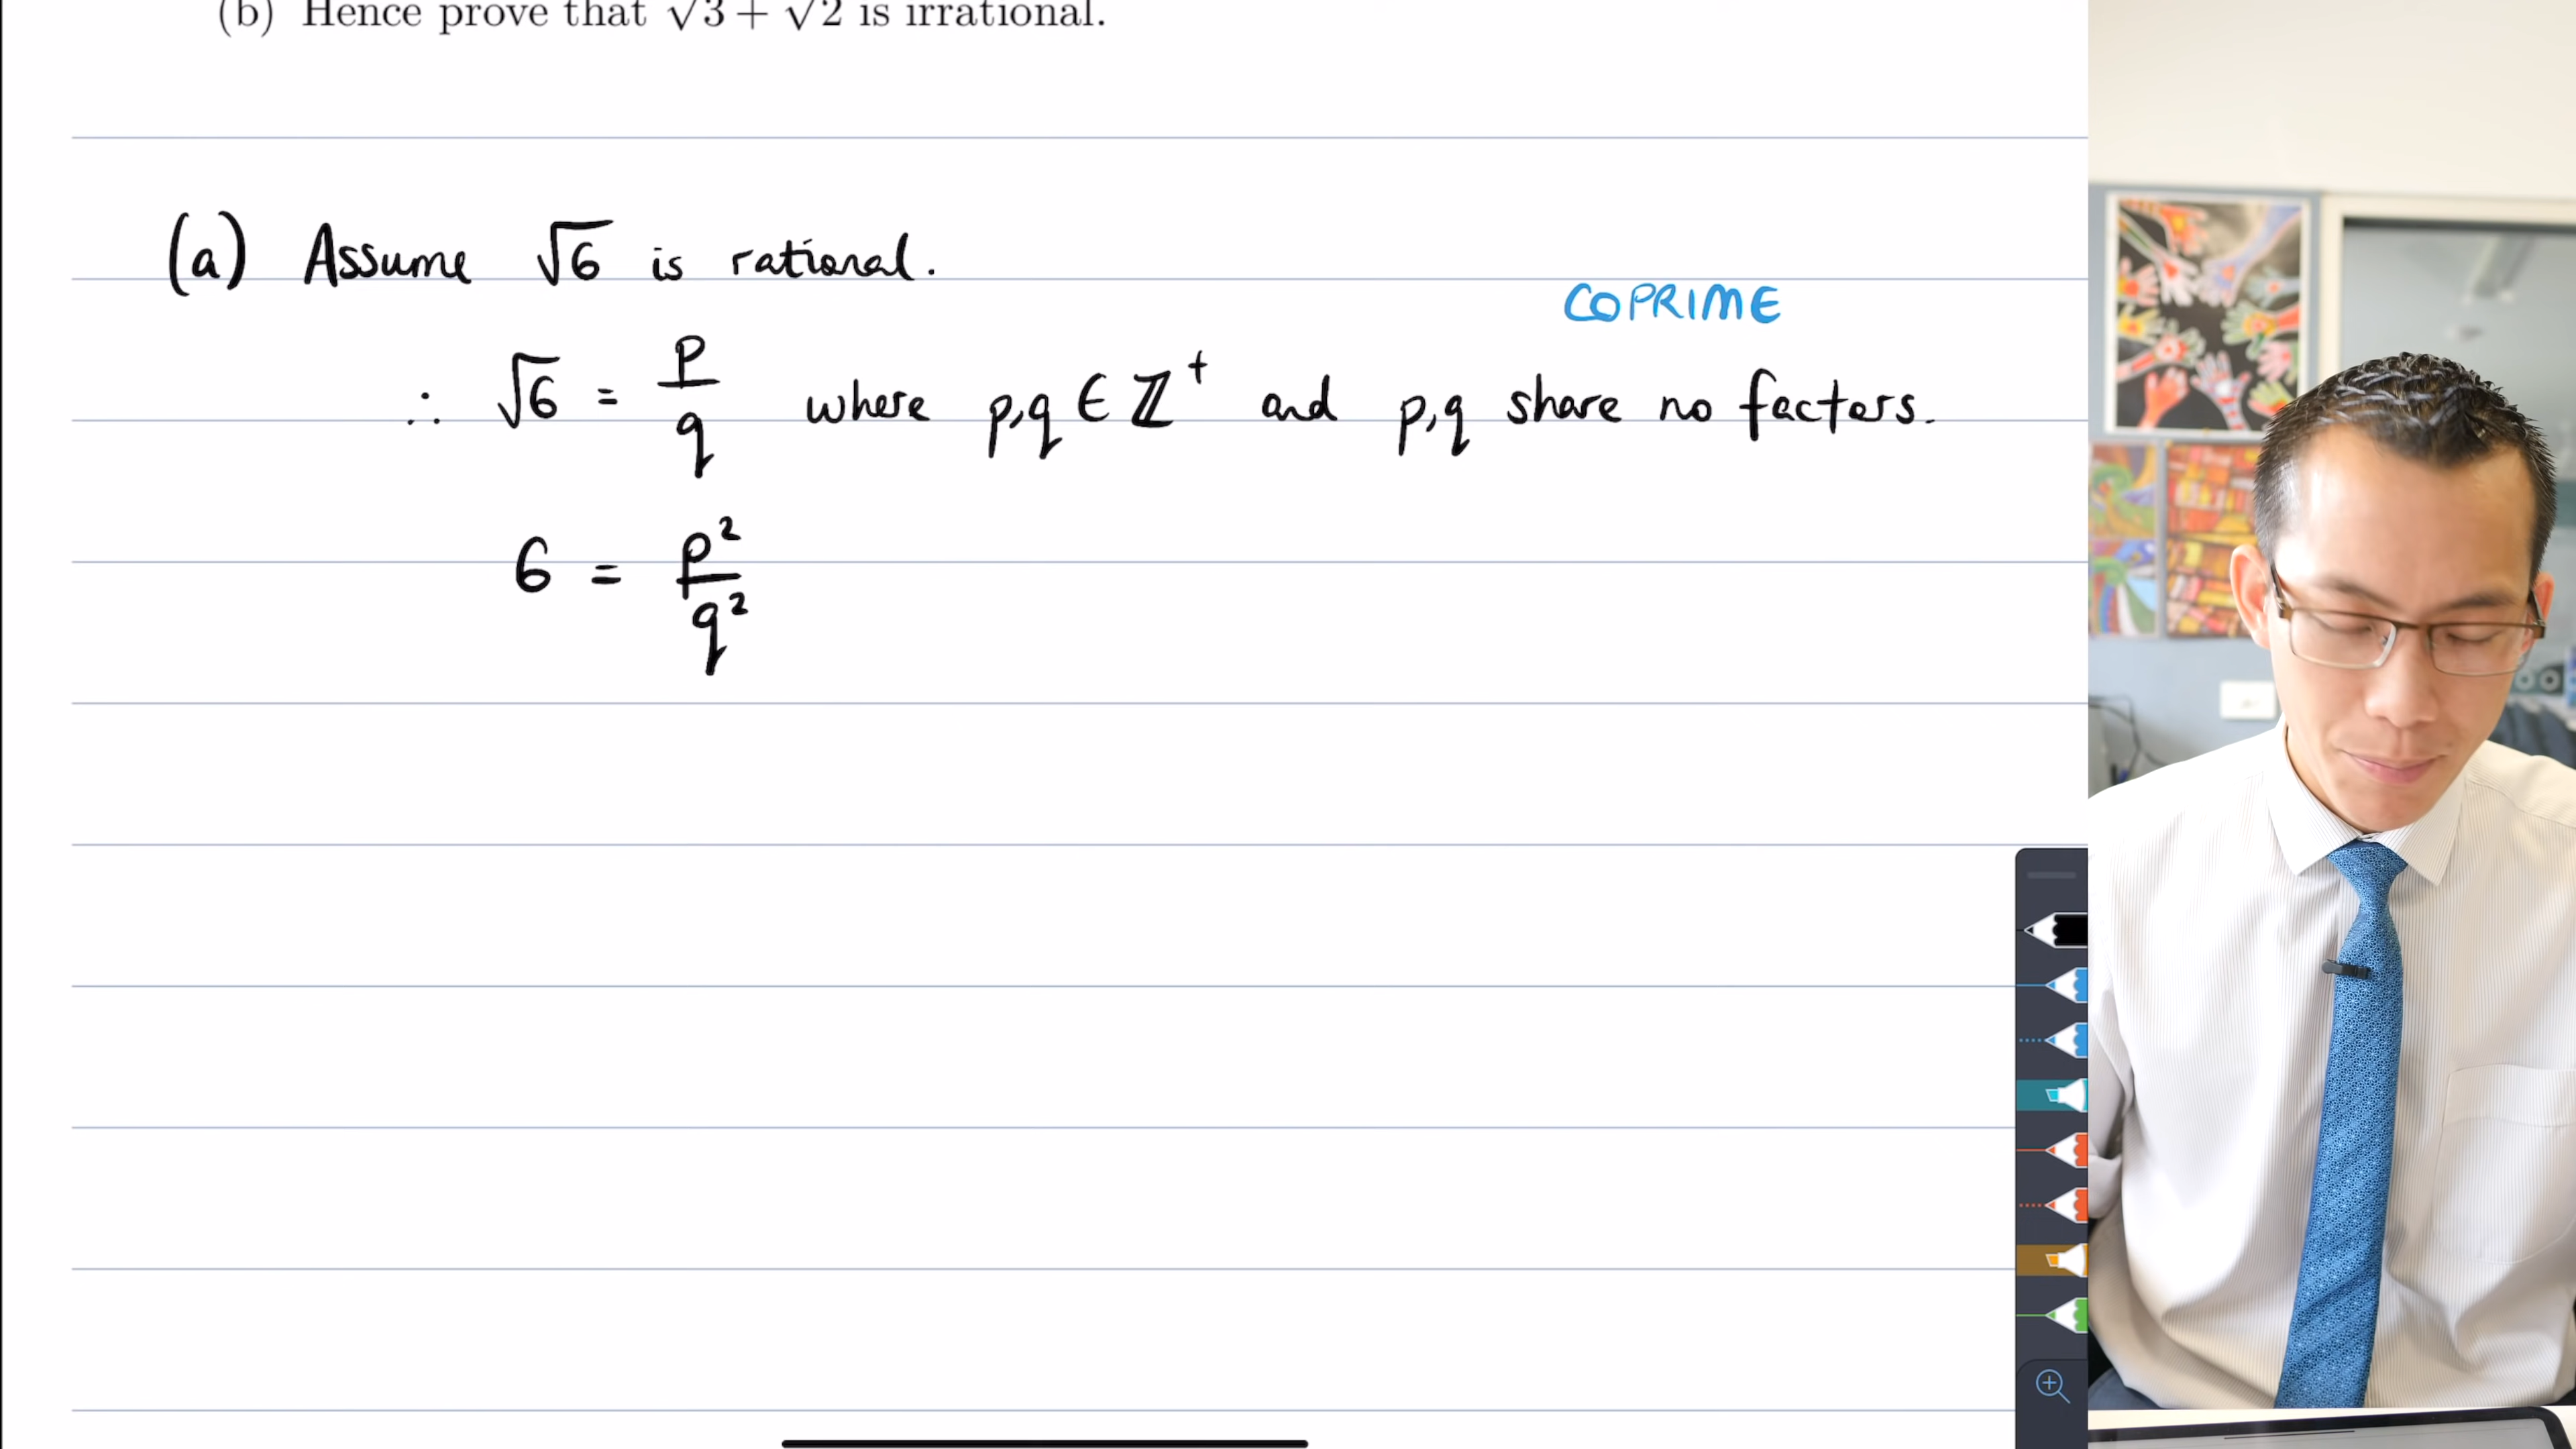 (b) Hence prove that √3 + √2 is irrational.
(a) Assume √6 is rational.
COPRIME
∴ √6 = p/q where p,q ∈ ℤ⁺ and p,q share no factors.
6 = p²/q²